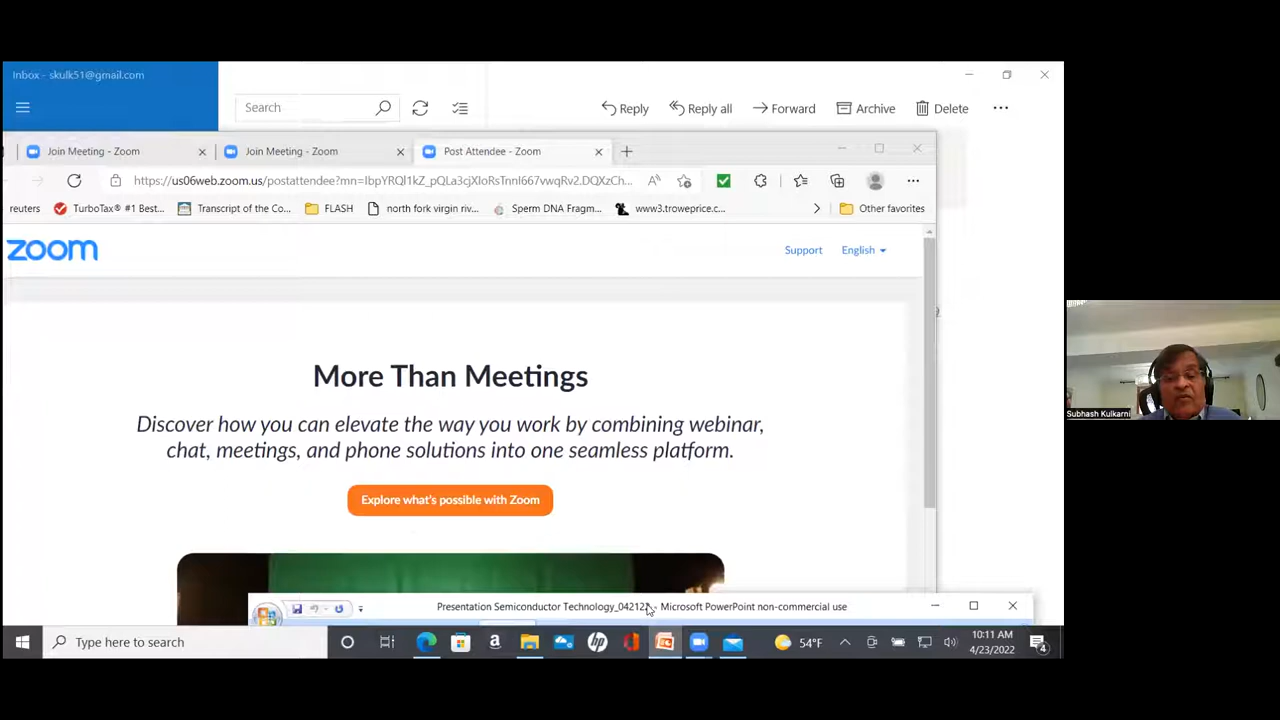 Inbox - skulk51@gmail.com
Search
Reply
Reply all
Forward
Archive
Delete
Join Meeting - Zoom
Join Meeting - Zoom
Post Attendee - Zoom
reuters
TurboTax® #1 Best...
Transcript of the Co...
FLASH
north fork virgin riv...
Sperm DNA Fragm...
www3.troweprice.c...
Other favorites
zoom
Support
English
More Than Meetings
Discover how you can elevate the way you work by combining webinar,
chat, meetings, and phone solutions into one seamless platform.
Explore what's possible with Zoom
Subhash Kulkarni
Presentation Semiconductor Technology_04212 - Microsoft PowerPoint non-commercial use
Type here to search
54°F
10:11 AM
4/23/2022
4